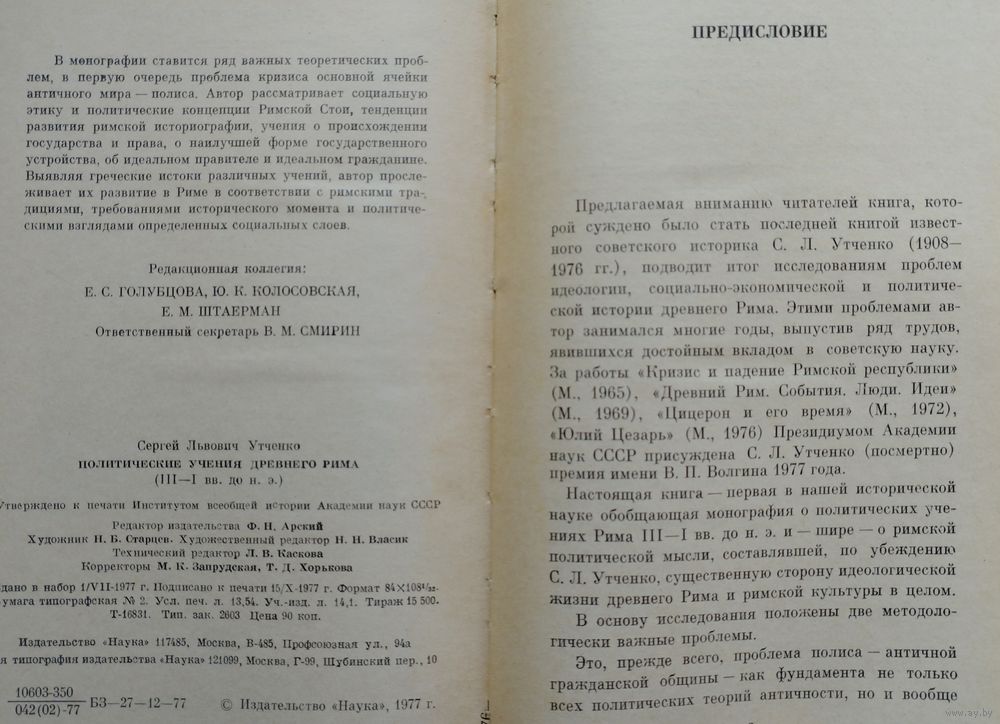 В монографии ставится ряд важных теоретических проб-
лем, в первую очередь проблема кризиса основной ячейки
античного мира — полиса. Автор рассматривает социальную
этику и политические концепции Римской Стои, тенденции
развития римской историографии, учения о происхождении
государства и права, о наилучшей форме государственного
устройства, об идеальном правителе и идеальном гражданине.
Выявляя греческие истоки различных учений, автор просле-
живает их развитие в Риме в соответствии с римскими тра-
дициями, требованиями исторического момента и политиче-
скими взглядами определенных социальных слоев.
Редакционная коллегия:
Е. С. ГОЛУБЦОВА, Ю. К. КОЛОСОВСКАЯ,
Е. М. ШТАЕРМАН
Ответственный секретарь В. М. СМИРИН
Сергей Львович Утченко
ПОЛИТИЧЕСКИЕ УЧЕНИЯ ДРЕВНЕГО РИМА
(III—I вв. до н. э.)
Утверждено к печати Институтом всеобщей истории Академии наук СССР
Редактор издательства Ф. Н. Арский
Художник Н. Б. Старцев. Художественный редактор Н. Н. Власик
Технический редактор Л. В. Каскова
Корректоры М. К. Запрудская, Т. Д. Хорькова
дано в набор 1/VII-1977 г. Подписано к печати 15/X-1977 г. Формат 84×108¹/₃₂.
умага типографская № 2. Усл. печ. л. 13,54. Уч.-изд. л. 14,1. Тираж 15 500.
Т-16831. Тип. зак. 2603 Цена 90 коп.
Издательство «Наука» 117485, Москва, В-485, Профсоюзная ул., 94а
я типография издательства «Наука» 121099, Москва, Г-99, Шубинский пер., 10
10603-350
042(02)-77 БЗ—27—12—77 © Издательство «Наука», 1977 г.
ПРЕДИСЛОВИЕ
Предлагаемая вниманию читателей книга, кото-
рой суждено было стать последней книгой извест-
ного советского историка С. Л. Утченко (1908—
1976 гг.), подводит итог исследованиям проблем
идеологии, социально-экономической и политиче-
ской истории древнего Рима. Этими проблемами ав-
тор занимался многие годы, выпустив ряд трудов,
явившихся достойным вкладом в советскую науку.
За работы «Кризис и падение Римской республики»
(М., 1965), «Древний Рим. События. Люди. Идеи»
(М., 1969), «Цицерон и его время» (М., 1972),
«Юлий Цезарь» (М., 1976) Президиумом Академии
наук СССР присуждена С. Л. Утченко (посмертно)
премия имени В. П. Волгина 1977 года.
Настоящая книга — первая в нашей исторической
науке обобщающая монография о политических уче-
ниях Рима III—I вв. до н. э. и — шире — о римской
политической мысли, составлявшей, по убеждению
С. Л. Утченко, существенную сторону идеологической
жизни древнего Рима и римской культуры в целом.
В основу исследования положены две методоло-
гически важные проблемы.
Это, прежде всего, проблема полиса — античной
гражданской общины — как фундамента не только
всех политических теорий античности, но и вообще
www.ay.by